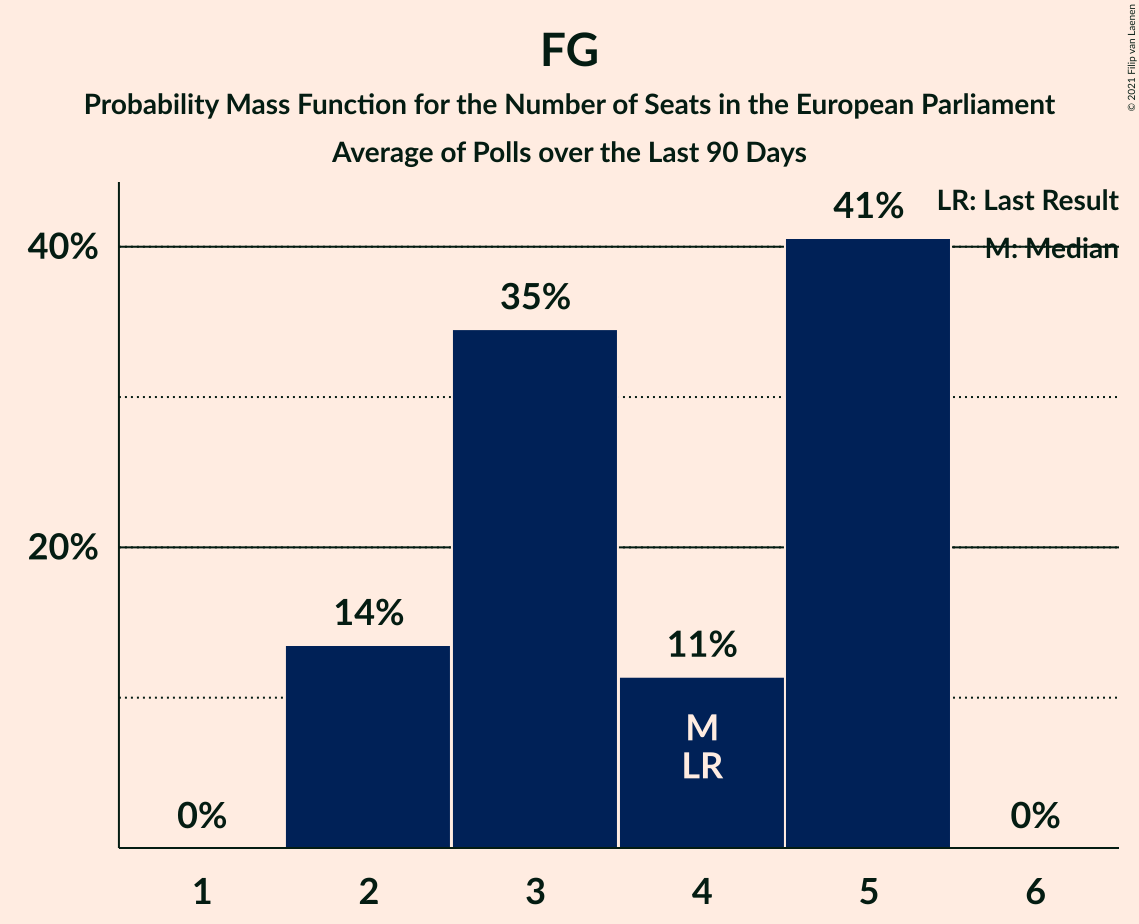 FG
Probability Mass Function for the Number of Seats in the European Parliament
Average of Polls over the Last 90 Days
© 2021 Filip van Laenen
LR: Last Result
M: Median
40%
20%
0%
14%
35%
11%
41%
0%
M
LR
1
2
3
4
5
6